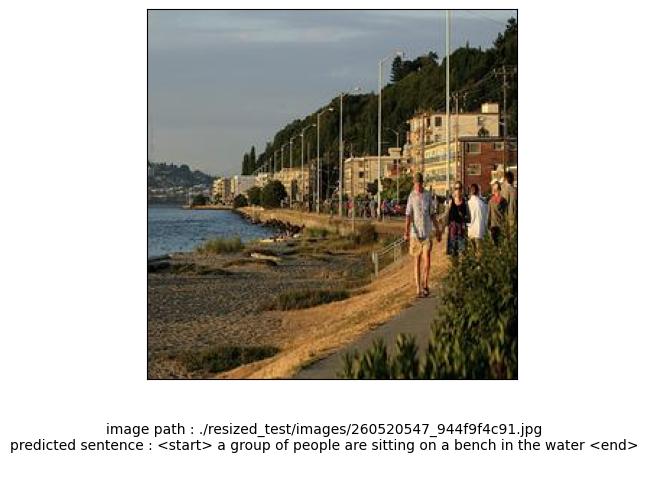 image path : ./resized_test/images/260520547_944f9f4c91.jpg
predicted sentence : <start> a group of people are sitting on a bench in the water <end>